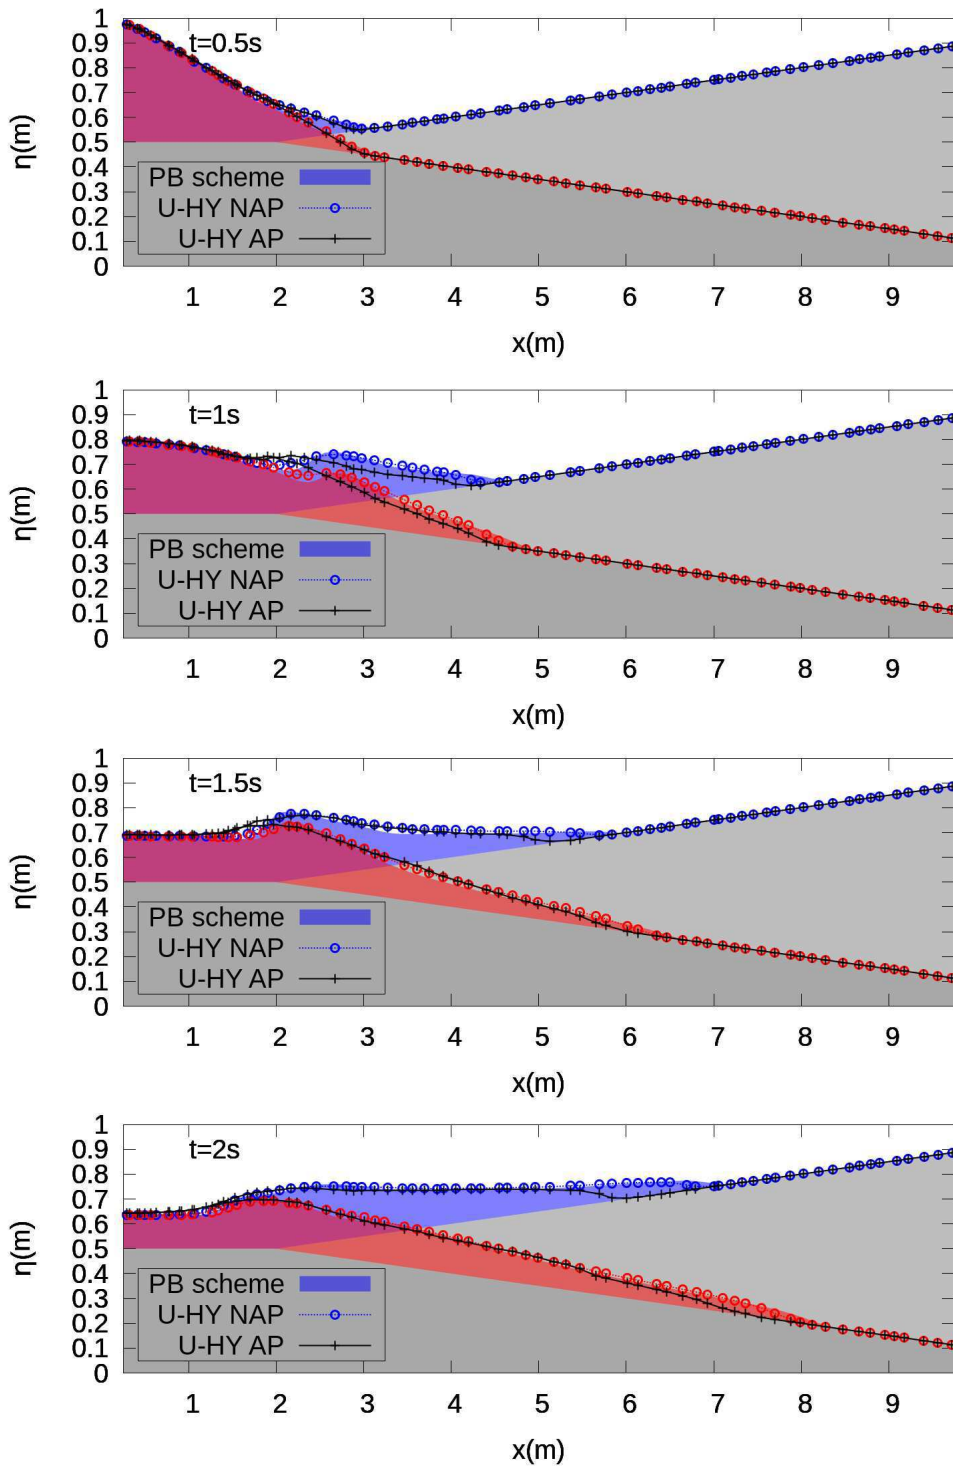 t=0.5s
η(m)
1
0.9
0.8
0.7
0.6
0.5
0.4
0.3
0.2
0.1
0
PB scheme
U-HY NAP
U-HY AP
1 2 3 4 5 6 7 8 9
x(m)
t=1s
η(m)
1
0.9
0.8
0.7
0.6
0.5
0.4
0.3
0.2
0.1
0
PB scheme
U-HY NAP
U-HY AP
1 2 3 4 5 6 7 8 9
x(m)
t=1.5s
η(m)
1
0.9
0.8
0.7
0.6
0.5
0.4
0.3
0.2
0.1
0
PB scheme
U-HY NAP
U-HY AP
1 2 3 4 5 6 7 8 9
x(m)
t=2s
η(m)
1
0.9
0.8
0.7
0.6
0.5
0.4
0.3
0.2
0.1
0
PB scheme
U-HY NAP
U-HY AP
1 2 3 4 5 6 7 8 9
x(m)